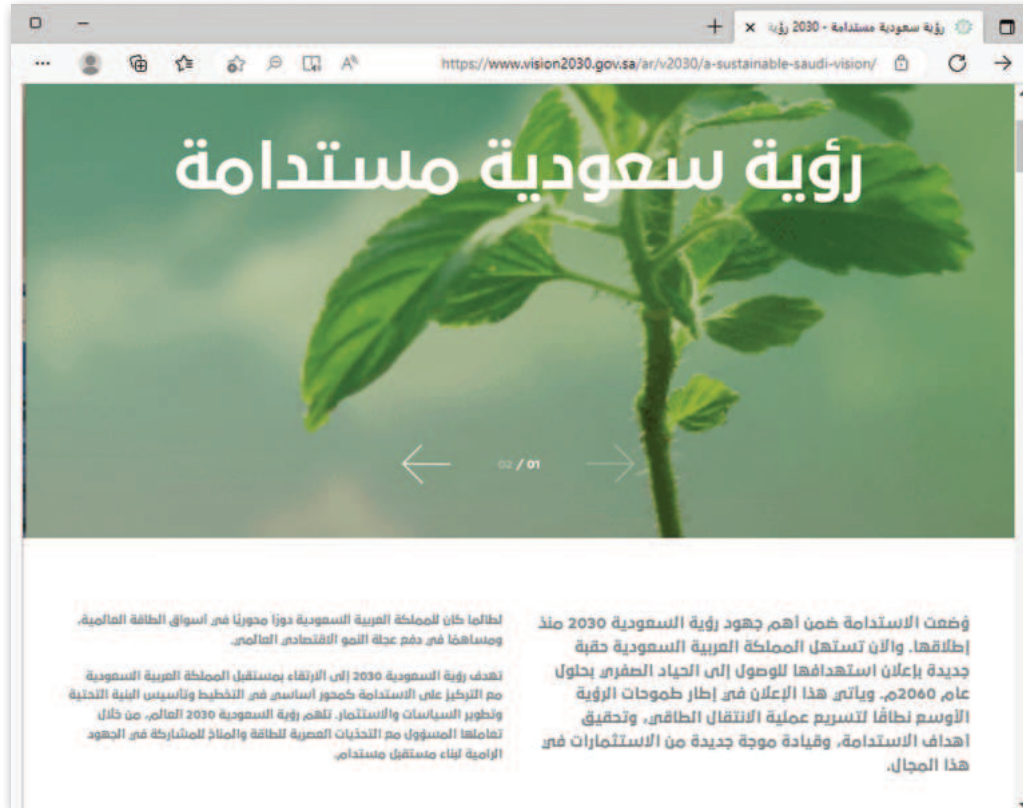 رؤية سعودية مستدامة - 2030 رؤية
https://www.vision2030.gov.sa/ar/v2030/a-sustainable-saudi-vision/
رؤية سعودية مستدامة
01 / 02
وُضعت الاستدامة ضمن أهم جهود رؤية السعودية 2030 منذ
إطلاقها. والآن تستهل المملكة العربية السعودية حقبة
جديدة بإعلان استهدافها للوصول إلى الحياد الصفري بحلول
عام 2060م. ويأتي هذا الإعلان في إطار طموحات الرؤية
الأوسع نطاقًا لتسريع عملية الانتقال الطاقي، وتحقيق
أهداف الاستدامة، وقيادة موجة جديدة من الاستثمارات في
هذا المجال.
لطالما كان للمملكة العربية السعودية دورًا محوريًا في أسواق الطاقة العالمية،
ومساهمًا في دفع عجلة النمو الاقتصادي العالمي.
تهدف رؤية السعودية 2030 إلى الارتقاء بمستقبل المملكة العربية السعودية
مع التركيز على الاستدامة كمحور أساسي في التخطيط وتأسيس البنية التحتية
وتطوير السياسات والاستثمار. تلهم رؤية السعودية 2030 العالم، من خلال
تعاملها المسؤول مع التحديات العصرية للطاقة والمناخ للمشاركة في الجهود
الرامية لبناء مستقبل مستدام.